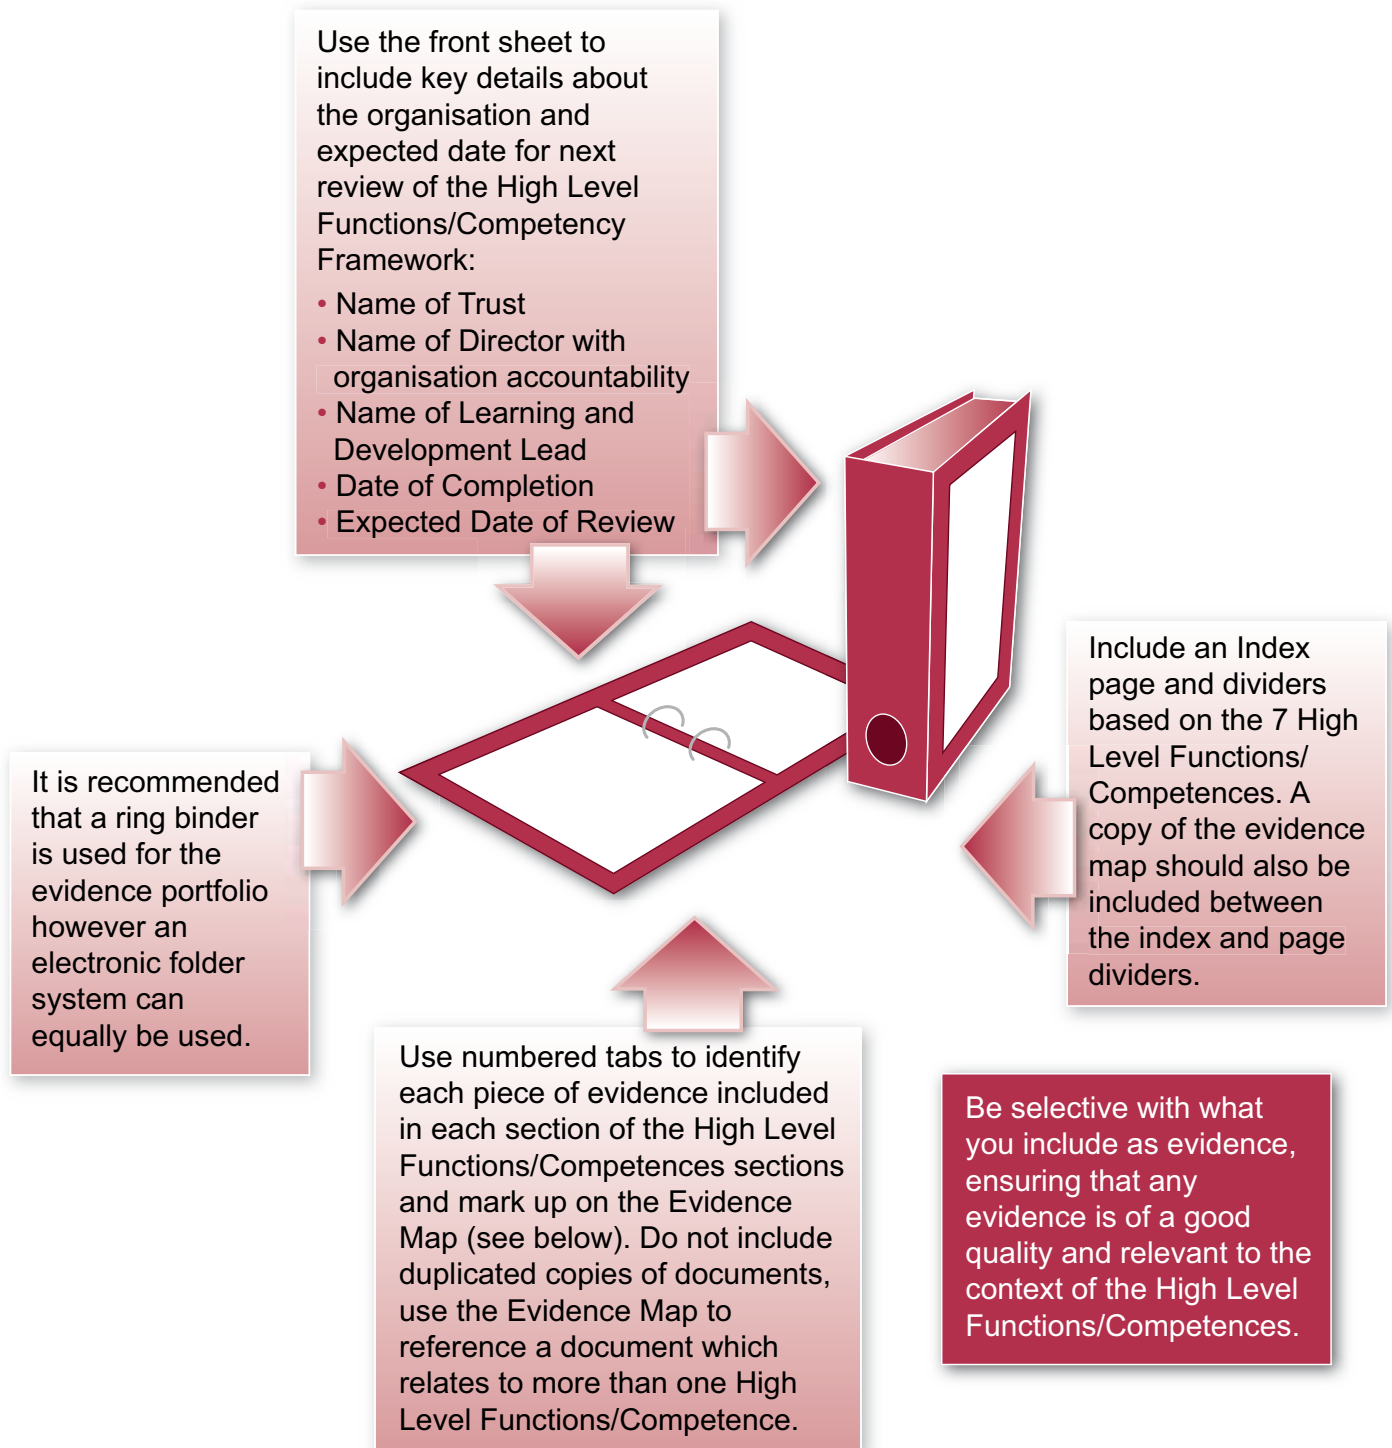 Use the front sheet to
include key details about
the organisation and
expected date for next
review of the High Level
Functions/Competency
Framework:
• Name of Trust
• Name of Director with
organisation accountability
• Name of Learning and
Development Lead
• Date of Completion
• Expected Date of Review
It is recommended
that a ring binder
is used for the
evidence portfolio
however an
electronic folder
system can
equally be used.
Include an Index
page and dividers
based on the 7 High
Level Functions/
Competences. A
copy of the evidence
map should also be
included between
the index and page
dividers.
Use numbered tabs to identify
each piece of evidence included
in each section of the High Level
Functions/Competences sections
and mark up on the Evidence
Map (see below). Do not include
duplicated copies of documents,
use the Evidence Map to
reference a document which
relates to more than one High
Level Functions/Competence.
Be selective with what
you include as evidence,
ensuring that any
evidence is of a good
quality and relevant to the
context of the High Level
Functions/Competences.